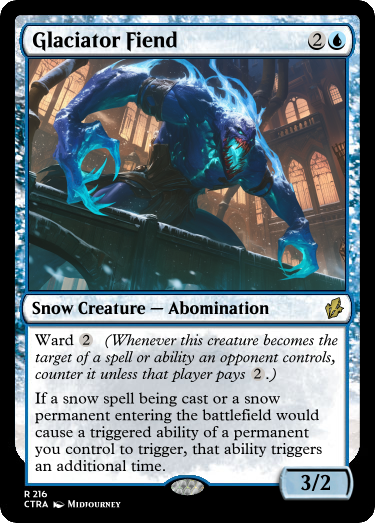 Glaciator Fiend 2
Snow Creature — Abomination
Ward 2 (Whenever this creature becomes the
target of a spell or ability an opponent controls,
counter it unless that player pays 2.)
If a snow spell being cast or a snow
permanent entering the battlefield would
cause a triggered ability of a permanent
you control to trigger, that ability triggers
an additional time.
3/2
R 216
CTRA Midjourney